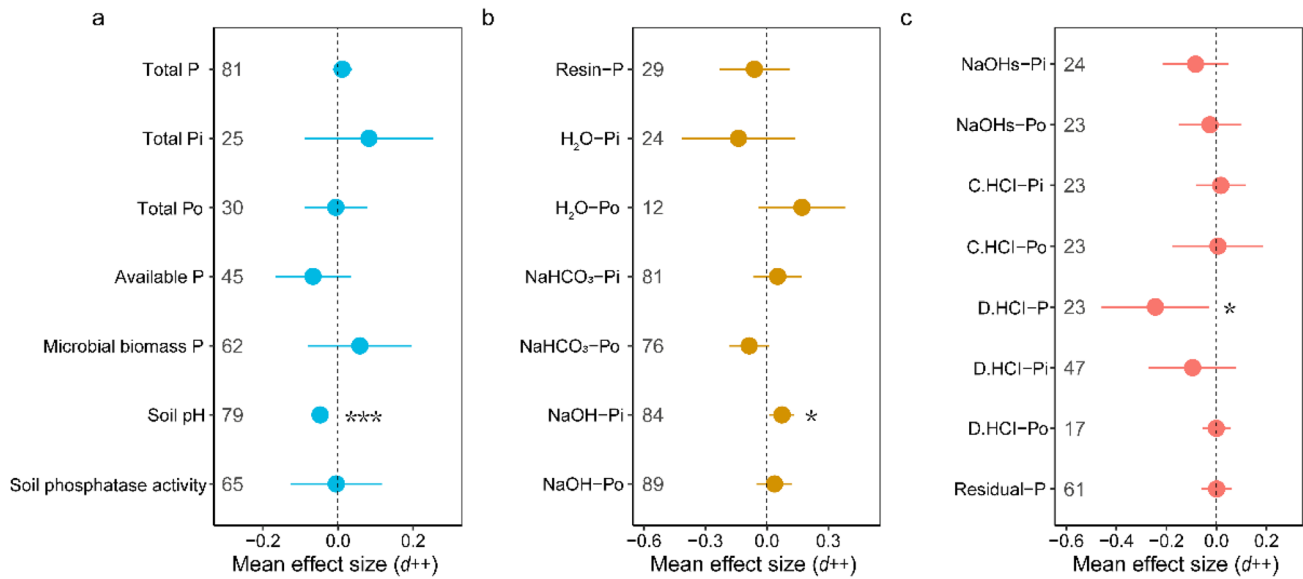 a
Total P 81
Total Pi 25
Total Po 30
Available P 45
Microbial biomass P 62
Soil pH 79 ***
Soil phosphatase activity 65
−0.2 0.0 0.2
Mean effect size (d++)
b
Resin−P 29
H₂O−Pi 24
H₂O−Po 12
NaHCO₃−Pi 81
NaHCO₃−Po 76
NaOH−Pi 84 *
NaOH−Po 89
−0.6 −0.3 0.0 0.3
Mean effect size (d++)
c
NaOHs−Pi 24
NaOHs−Po 23
C.HCl−Pi 23
C.HCl−Po 23
D.HCl−P 23 *
D.HCl−Pi 47
D.HCl−Po 17
Residual−P 61
−0.6 −0.4 −0.2 0.0 0.2
Mean effect size (d++)